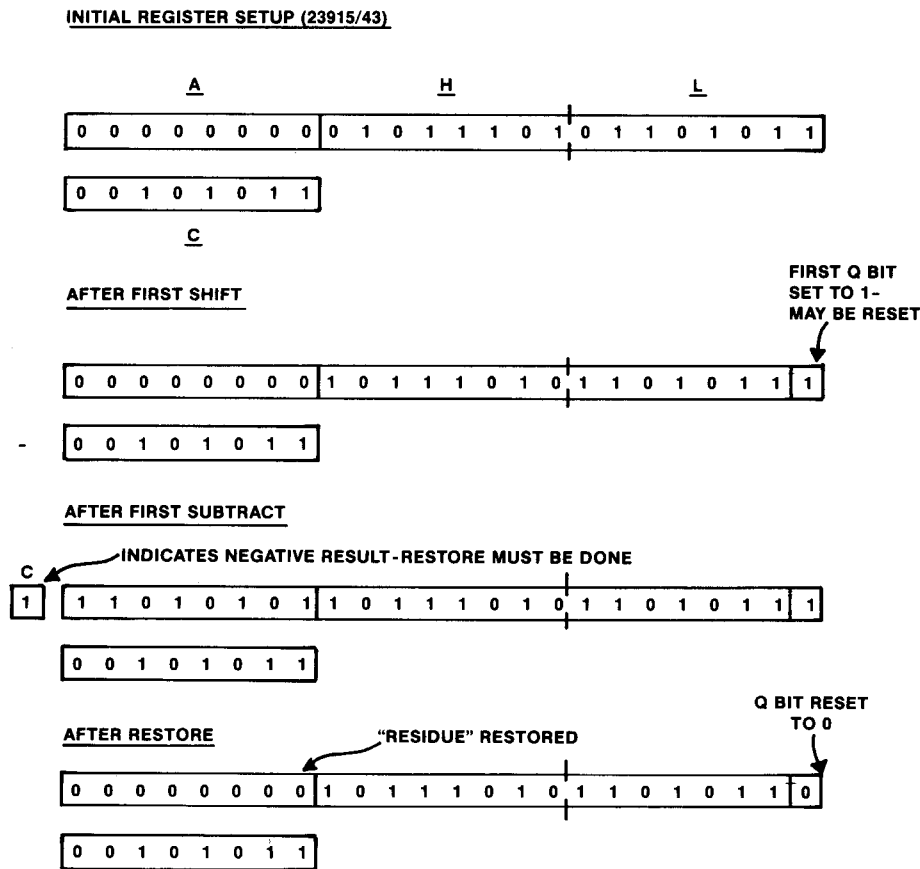 INITIAL REGISTER SETUP (23915/43)
A H L
0 0 0 0 0 0 0 0 0 1 0 1 1 1 0 1 0 1 1 0 1 0 1 1
0 0 1 0 1 0 1 1
C
AFTER FIRST SHIFT
FIRST Q BIT
SET TO 1-
MAY BE RESET
0 0 0 0 0 0 0 0 1 0 1 1 1 0 1 0 1 1 0 1 0 1 1 1
- 0 0 1 0 1 0 1 1
AFTER FIRST SUBTRACT
INDICATES NEGATIVE RESULT-RESTORE MUST BE DONE
C
1 1 1 0 1 0 1 0 1 1 0 1 1 1 0 1 0 1 1 0 1 0 1 1 1
0 0 1 0 1 0 1 1
AFTER RESTORE
"RESIDUE" RESTORED
Q BIT RESET
TO 0
0 0 0 0 0 0 0 0 1 0 1 1 1 0 1 0 1 1 0 1 0 1 1 0
0 0 1 0 1 0 1 1